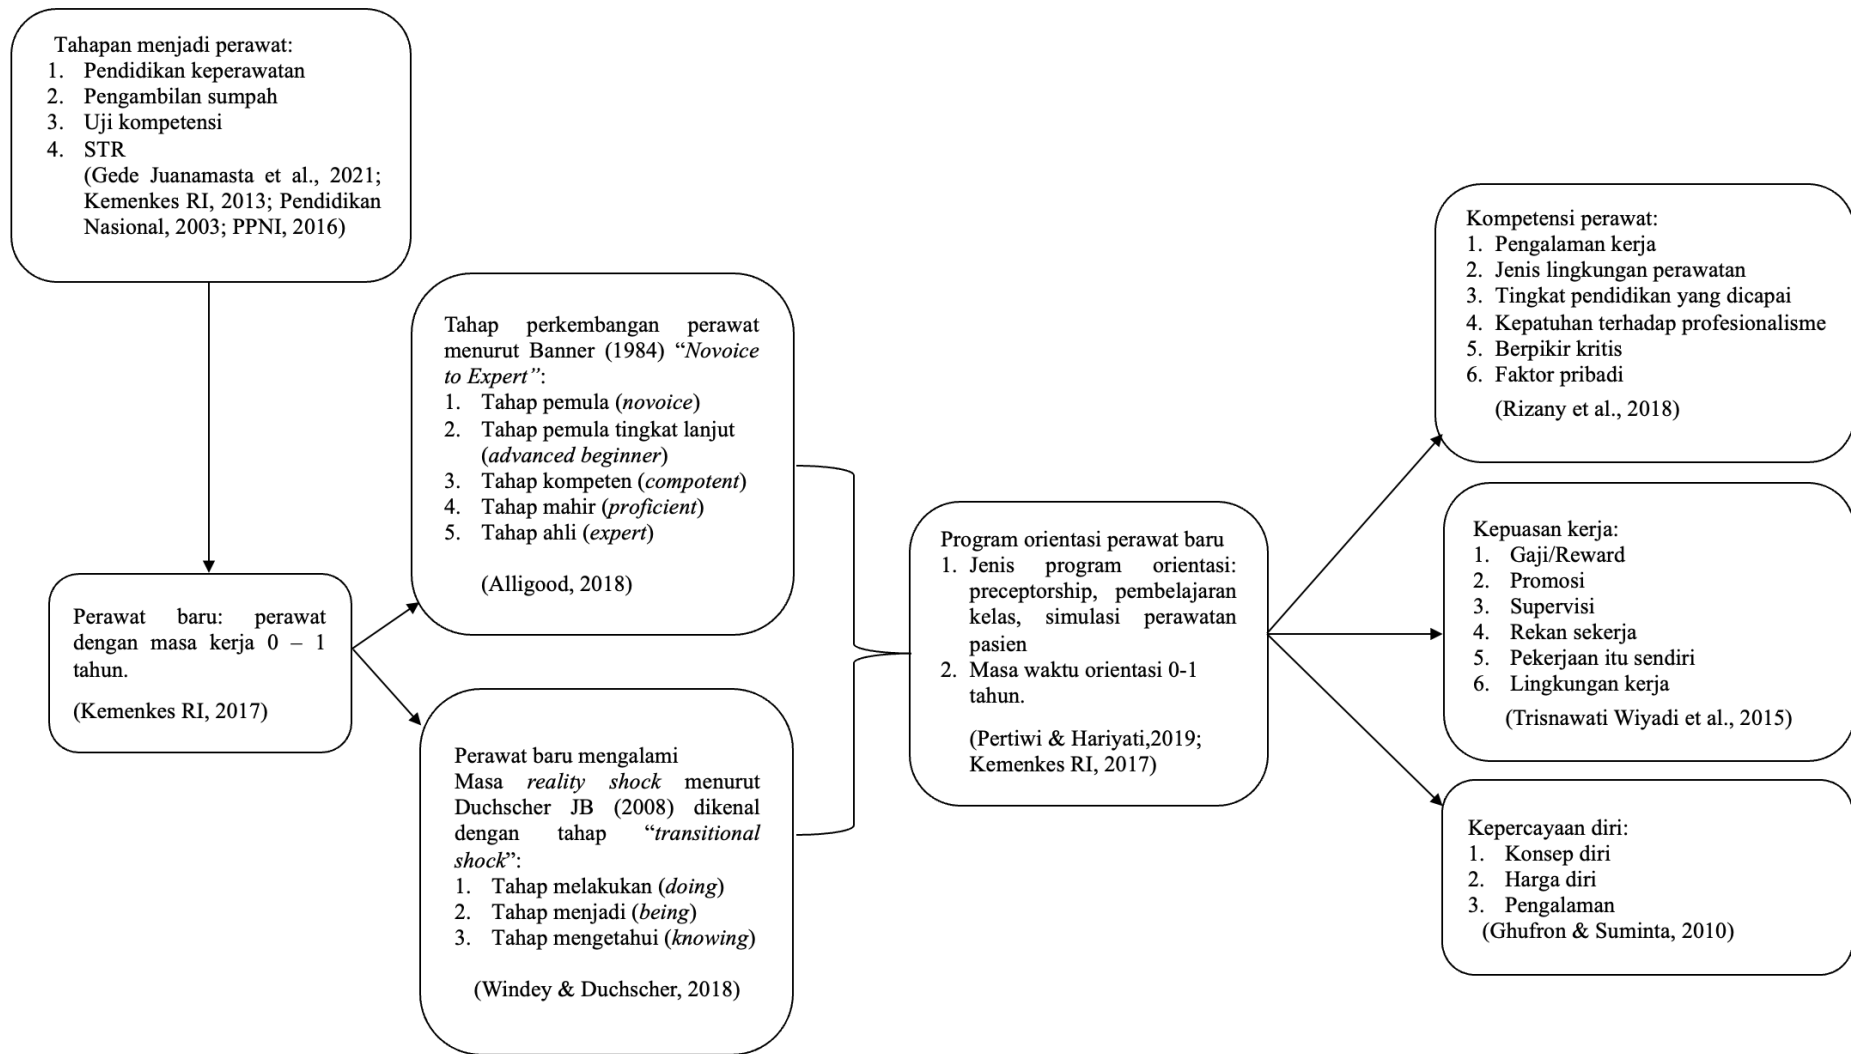 Tahapan menjadi perawat:
1. Pendidikan keperawatan
2. Pengambilan sumpah
3. Uji kompetensi
4. STR
(Gede Juanamasta et al., 2021;
Kemenkes RI, 2013; Pendidikan
Nasional, 2003; PPNI, 2016)
Perawat baru: perawat
dengan masa kerja 0 – 1
tahun.
(Kemenkes RI, 2017)
Tahap perkembangan perawat
menurut Banner (1984) “Novoice
to Expert”:
1. Tahap pemula (novoice)
2. Tahap pemula tingkat lanjut
(advanced beginner)
3. Tahap kompeten (compotent)
4. Tahap mahir (proficient)
5. Tahap ahli (expert)
(Alligood, 2018)
Perawat baru mengalami
Masa reality shock menurut
Duchscher JB (2008) dikenal
dengan tahap “transitional
shock”:
1. Tahap melakukan (doing)
2. Tahap menjadi (being)
3. Tahap mengetahui (knowing)
(Windey & Duchscher, 2018)
Program orientasi perawat baru
1. Jenis program orientasi:
preceptorship, pembelajaran
kelas, simulasi perawatan
pasien
2. Masa waktu orientasi 0-1
tahun.
(Pertiwi & Hariyati,2019;
Kemenkes RI, 2017)
Kompetensi perawat:
1. Pengalaman kerja
2. Jenis lingkungan perawatan
3. Tingkat pendidikan yang dicapai
4. Kepatuhan terhadap profesionalisme
5. Berpikir kritis
6. Faktor pribadi
(Rizany et al., 2018)
Kepuasan kerja:
1. Gaji/Reward
2. Promosi
3. Supervisi
4. Rekan sekerja
5. Pekerjaan itu sendiri
6. Lingkungan kerja
(Trisnawati Wiyadi et al., 2015)
Kepercayaan diri:
1. Konsep diri
2. Harga diri
3. Pengalaman
(Ghufron & Suminta, 2010)